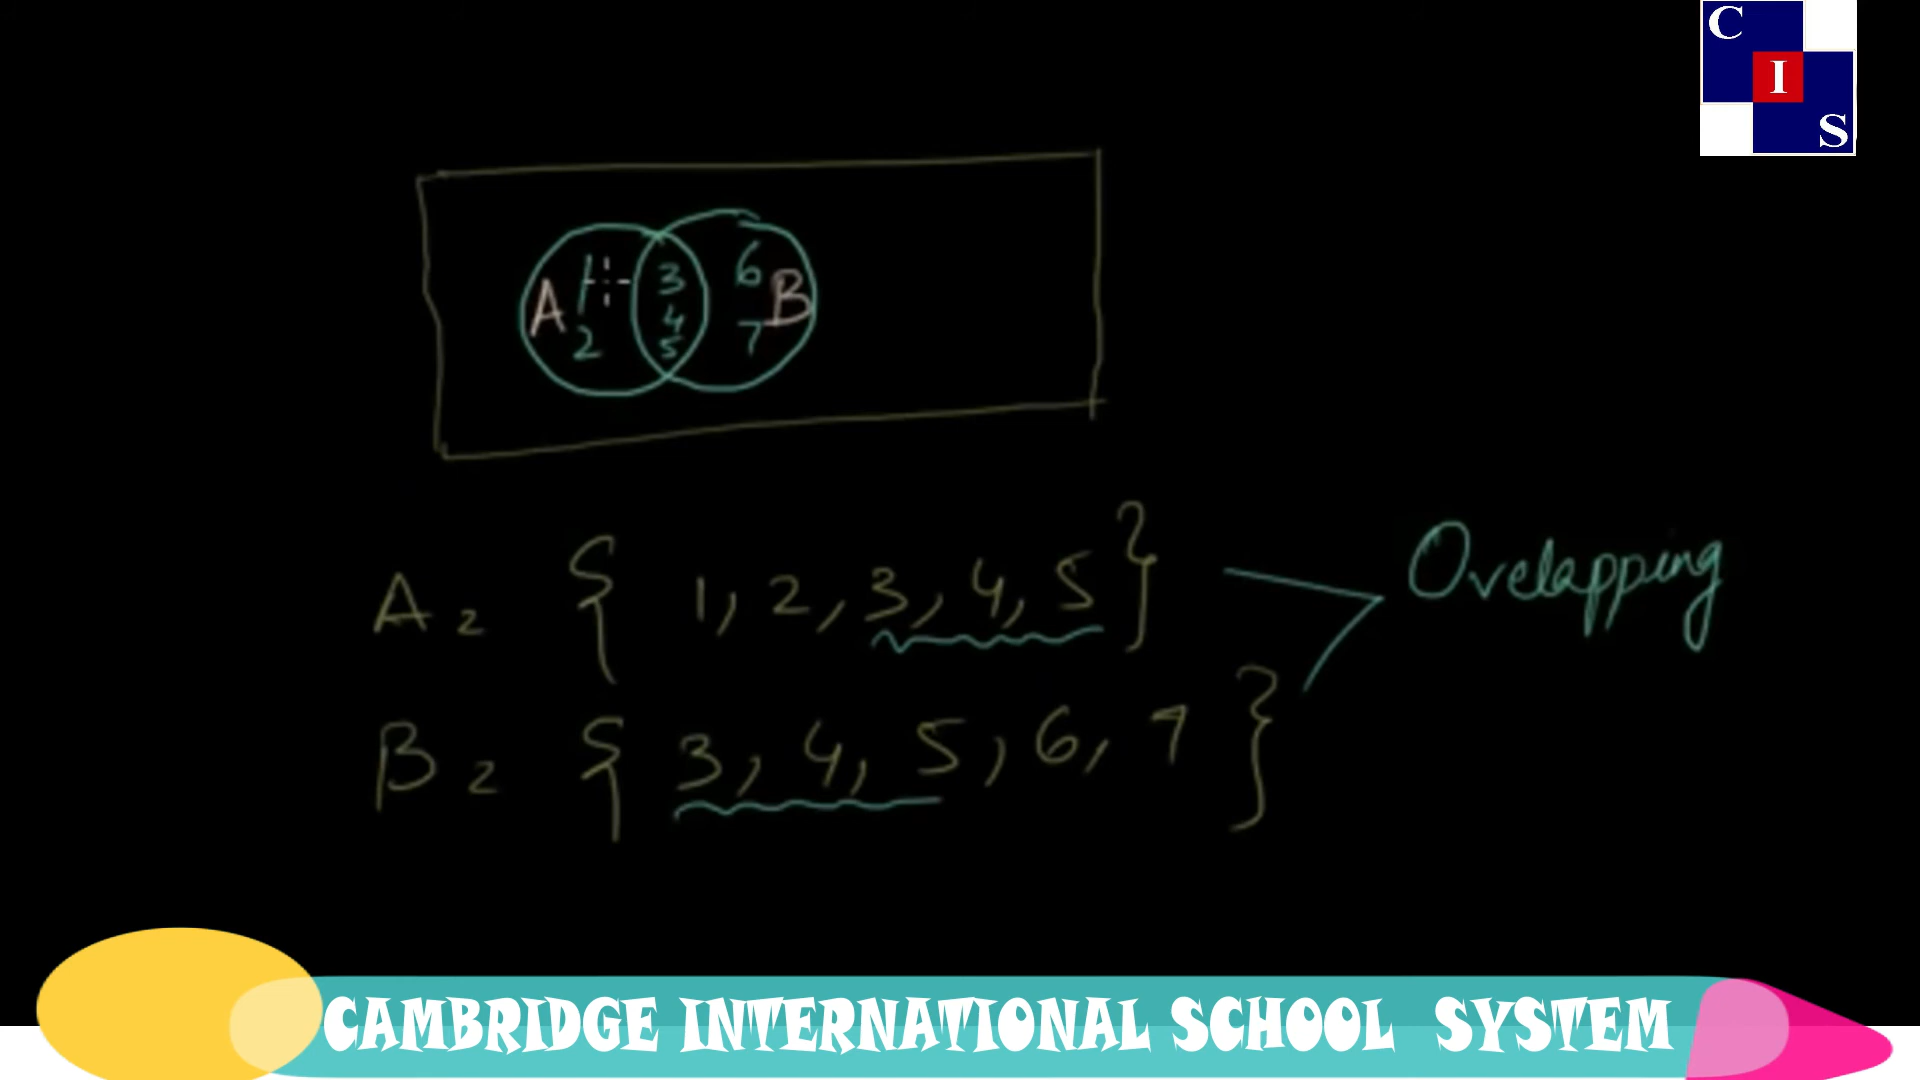 C
I
S
A 1 3 6 B
2 4 7
5
A = { 1, 2, 3, 4, 5 }
Ovelapping
B = { 3, 4, 5, 6, 7 }
CAMBRIDGE INTERNATIONAL SCHOOL SYSTEM